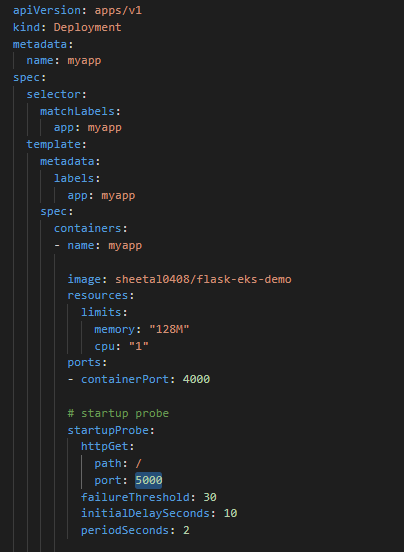 apiVersion: apps/v1
kind: Deployment
metadata:
  name: myapp
spec:
  selector:
    matchLabels:
      app: myapp
  template:
    metadata:
      labels:
        app: myapp
    spec:
      containers:
      - name: myapp
        image: sheetal0408/flask-eks-demo
        resources:
          limits:
            memory: "128M"
            cpu: "1"
        ports:
        - containerPort: 4000
        # startup probe
        startupProbe:
          httpGet:
            path: /
            port: 5000
          failureThreshold: 30
          initialDelaySeconds: 10
          periodSeconds: 2